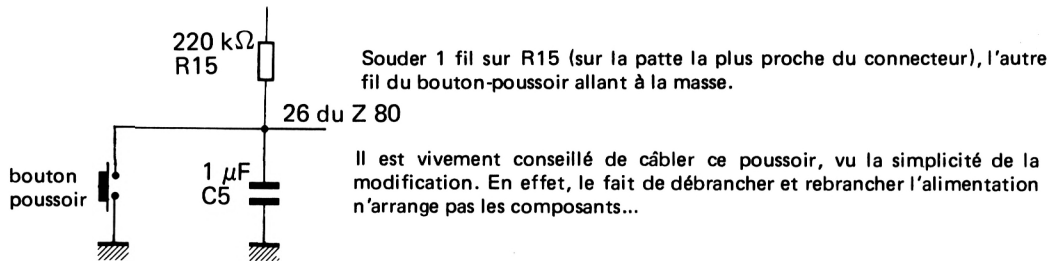 220 kΩ
R15
26 du Z 80
bouton
poussoir
1 μF
C5
Souder 1 fil sur R15 (sur la patte la plus proche du connecteur), l'autre
fil du bouton-poussoir allant à la masse.
Il est vivement conseillé de câbler ce poussoir, vu la simplicité de la
modification. En effet, le fait de débrancher et rebrancher l'alimentation
n'arrange pas les composants...